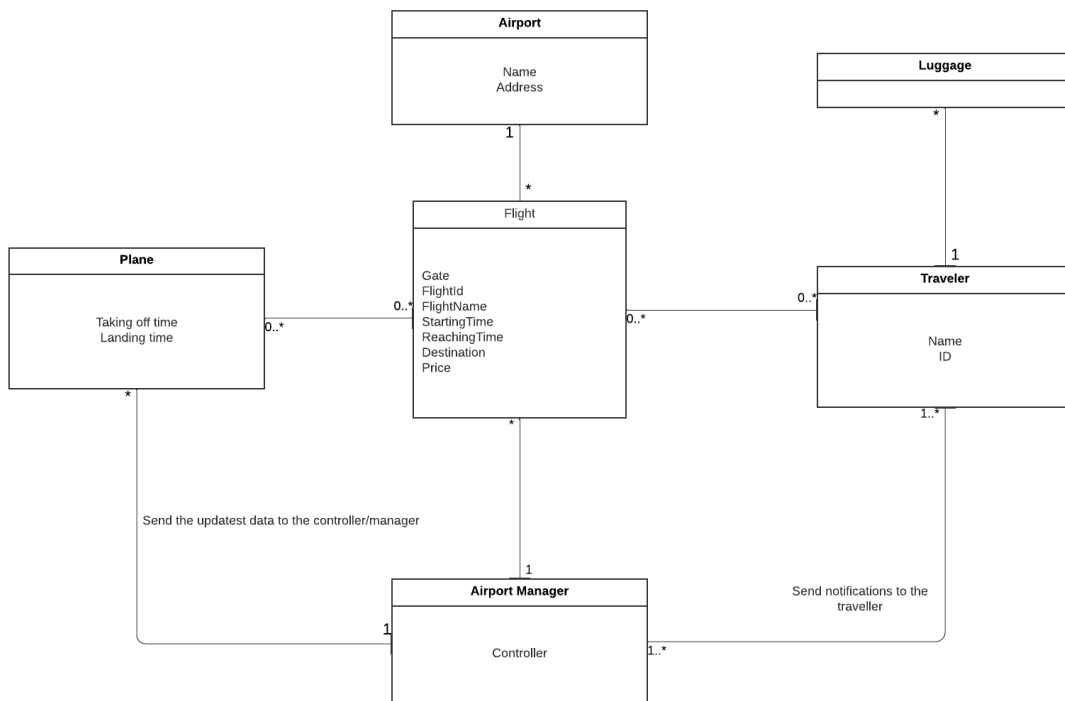 Airport
Name
Address
1
*
Luggage
*
1
Flight
Gate
FlightId
FlightName
StartingTime
ReachingTime
Destination
Price
Plane
Taking off time
Landing time
0..*
0..*
0..*
0..*
Traveler
Name
ID
*
*
1..*
Send the updatest data to the controller/manager
1
Airport Manager
Controller
1
1..*
Send notifications to the
traveller